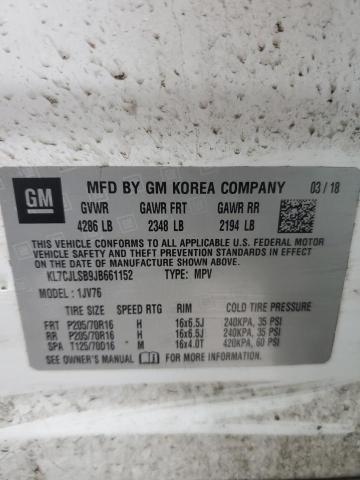 GM
MFD BY GM KOREA COMPANY 03/18
GVWR GAWR FRT GAWR RR
4286 LB 2348 LB 2194 LB
THIS VEHICLE CONFORMS TO ALL APPLICABLE U.S. FEDERAL MOTOR
VEHICLE SAFETY, BUMPER, AND THEFT PREVENTION STANDARDS IN
EFFECT ON THE DATE OF MANUFACTURE SHOWN ABOVE.
KL7CJLSB9JB661152 TYPE: MPV
MODEL: 1JV76
TIRE SIZE SPEED RTG RIM COLD TIRE PRESSURE
FRT P205/70R16 H 16x6.5J 240KPA, 35 PSI
RR P205/70R16 H 16x6.5J 240KPA, 35 PSI
SPA T125/70D16 M 16x4.0T 420KPA, 60 PSI
SEE OWNER'S MANUAL FOR MORE INFORMATION.